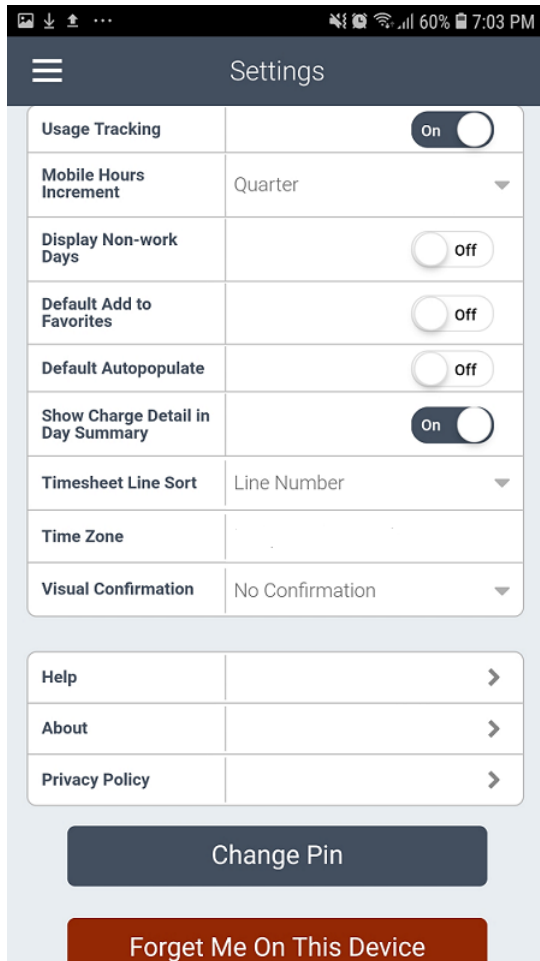 60% 7:03 PM
Settings
Usage Tracking On
Mobile Hours
Increment Quarter
Display Non-work
Days Off
Default Add to
Favorites Off
Default Autopopulate Off
Show Charge Detail in
Day Summary On
Timesheet Line Sort Line Number
Time Zone
Visual Confirmation No Confirmation
Help
About
Privacy Policy
Change Pin
Forget Me On This Device